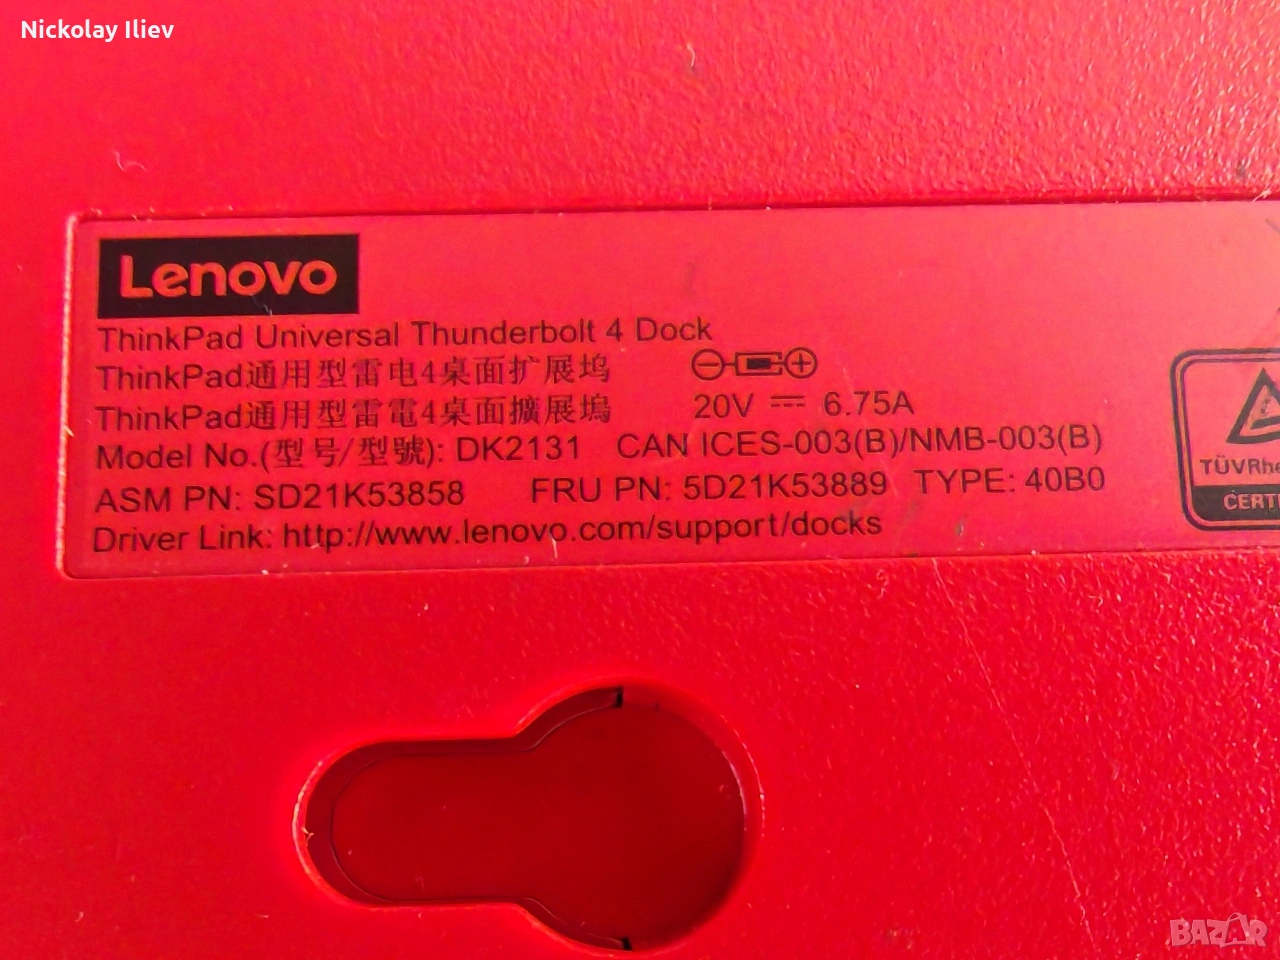 Nickolay Iliev
Lenovo
ThinkPad Universal Thunderbolt 4 Dock
ThinkPad通用型雷电4桌面扩展坞
ThinkPad通用型雷電4桌面擴展塢
20V 6.75A
Model No.(型号/型號): DK2131 CAN ICES-003(B)/NMB-003(B)
ASM PN: SD21K53858 FRU PN: 5D21K53889 TYPE: 40B0
Driver Link: http://www.lenovo.com/support/docks
BAZAR